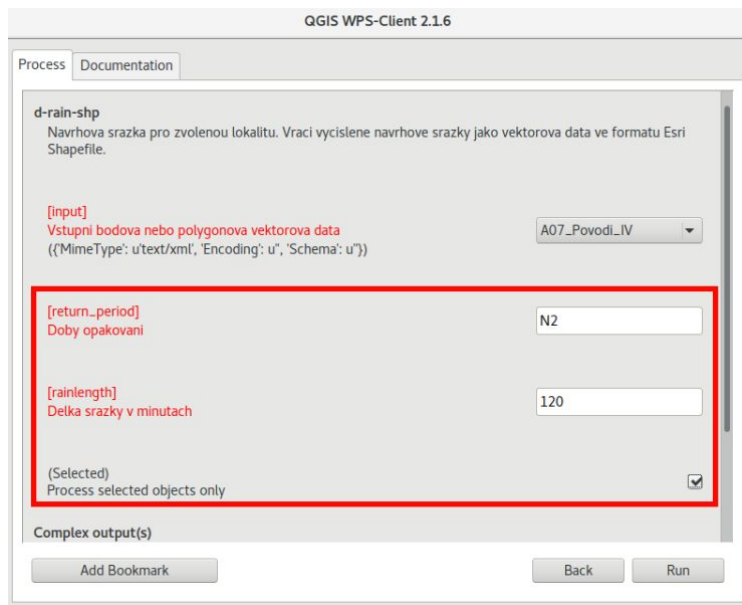 QGIS WPS-Client 2.1.6
Process Documentation
d-rain-shp
Navrhova srazka pro zvolenou lokalitu. Vraci vycislene navrhove srazky jako vektorova data ve formatu Esri
Shapefile.
[input]
Vstupni bodova nebo polygonova vektorova data
({'MimeType': u'text/xml', 'Encoding': u'', 'Schema': u''})
A07_Povodi_IV
[return_period]
Doby opakovani
N2
[rainlength]
Delka srazky v minutach
120
(Selected)
Process selected objects only
Complex output(s)
Add Bookmark Back Run